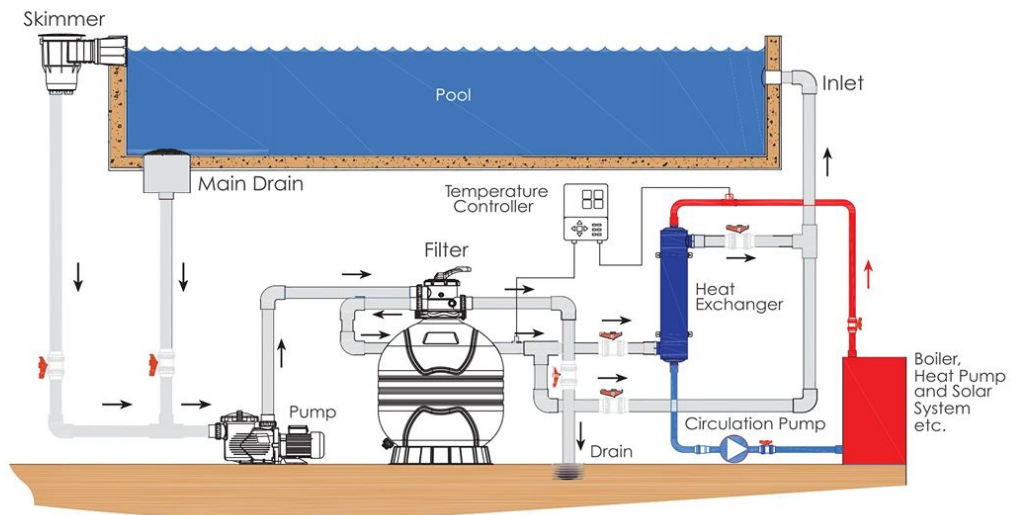 Skimmer
Pool
Inlet
Main Drain
Temperature
Controller
Filter
Heat
Exchanger
Boiler,
Heat Pump
and Solar
System
etc.
Pump
Circulation Pump
Drain